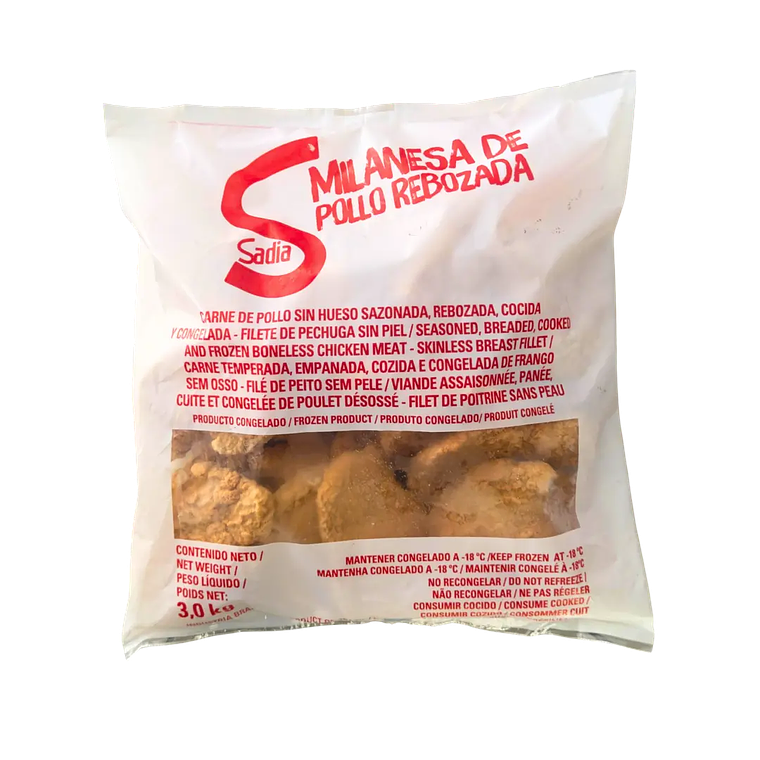 S
Sadia
MILANESA DE
POLLO REBOZADA
CARNE DE POLLO SIN HUESO SAZONADA, REBOZADA, COCIDA
Y CONGELADA - FILETE DE PECHUGA SIN PIEL / SEASONED, BREADED, COOKED
AND FROZEN BONELESS CHICKEN MEAT - SKINLESS BREAST FILLET /
CARNE TEMPERADA, EMPANADA, COZIDA E CONGELADA DE FRANGO
SEM OSSO - FILÉ DE PEITO SEM PELE / VIANDE ASSAISONNÉE, PANÉE,
CUITE ET CONGELÉE DE POULET DÉSOSSÉ - FILET DE POITRINE SANS PEAU
PRODUCTO CONGELADO / FROZEN PRODUCT / PRODUTO CONGELADO/ PRODUIT CONGELÉ
CONTENIDO NETO /
NET WEIGHT /
PESO LÍQUIDO /
POIDS NET:
3,0 kg
MANTENER CONGELADO A -18 °C /KEEP FROZEN AT -18°C
MANTENHA CONGELADO A -18 °C / MAINTENIR CONGELÉ À -18°C
NO RECONGELAR / DO NOT REFREEZE /
NÃO RECONGELAR / NE PAS RÉGELER
CONSUMIR COCIDO / CONSUME COOKED /
CONSUMIR COZIDO / CONSOMMER CUIT